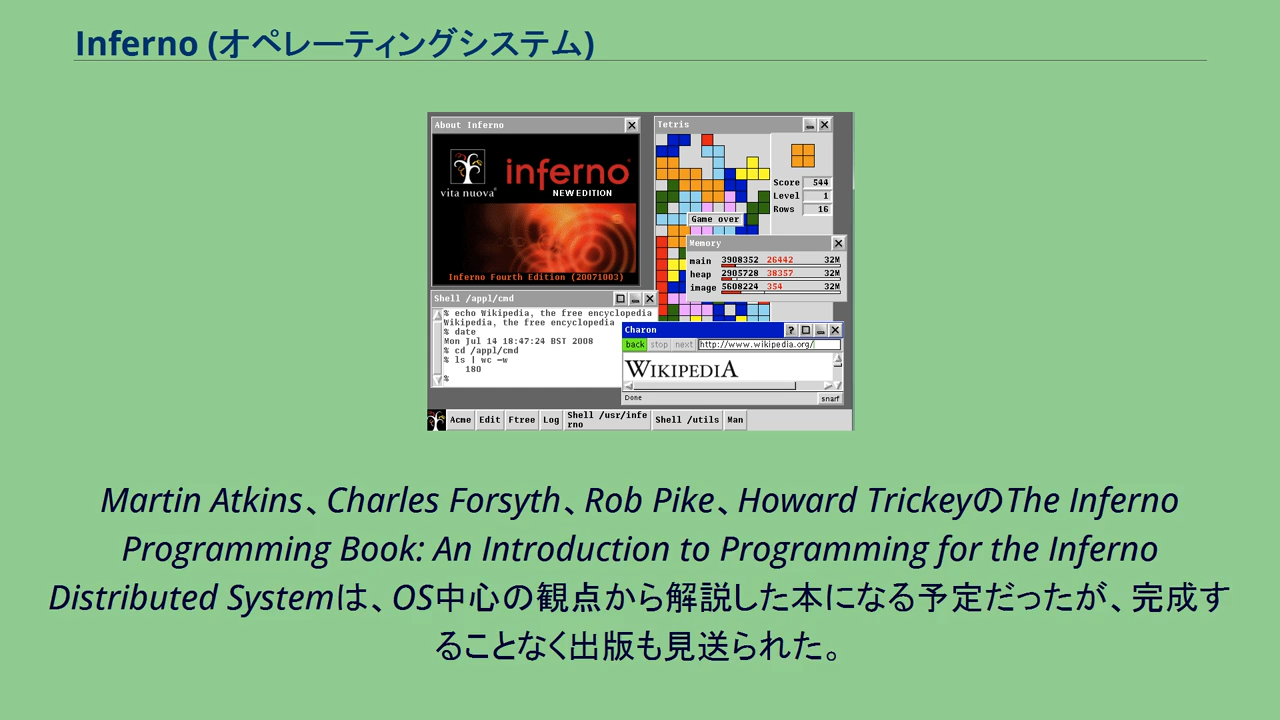 Inferno (オペレーティングシステム)
About Inferno
vita nuova
inferno
NEW EDITION
Inferno Fourth Edition (20071003)
Tetris
Score 544
Level 1
Rows 16
Game over
Memory
main 3908352 26442 32M
heap 2905728 38357 32M
image 5608224 354 32M
Shell /appl/cmd
% echo Wikipedia, the free encyclopedia
Wikipedia, the free encyclopedia
% date
Mon Jul 14 18:47:24 BST 2008
% cd /appl/cmd
% ls | wc -w
180
%
Charon
back stop next http://www.wikipedia.org/
WIKIPEDIA
Done snarf
Acme Edit Ftree Log Shell /usr/infe
rno Shell /utils Man
Martin Atkins、Charles Forsyth、Rob Pike、Howard TrickeyのThe Inferno
Programming Book: An Introduction to Programming for the Inferno
Distributed Systemは、OS中心の観点から解説した本になる予定だったが、完成す
ることなく出版も見送られた。